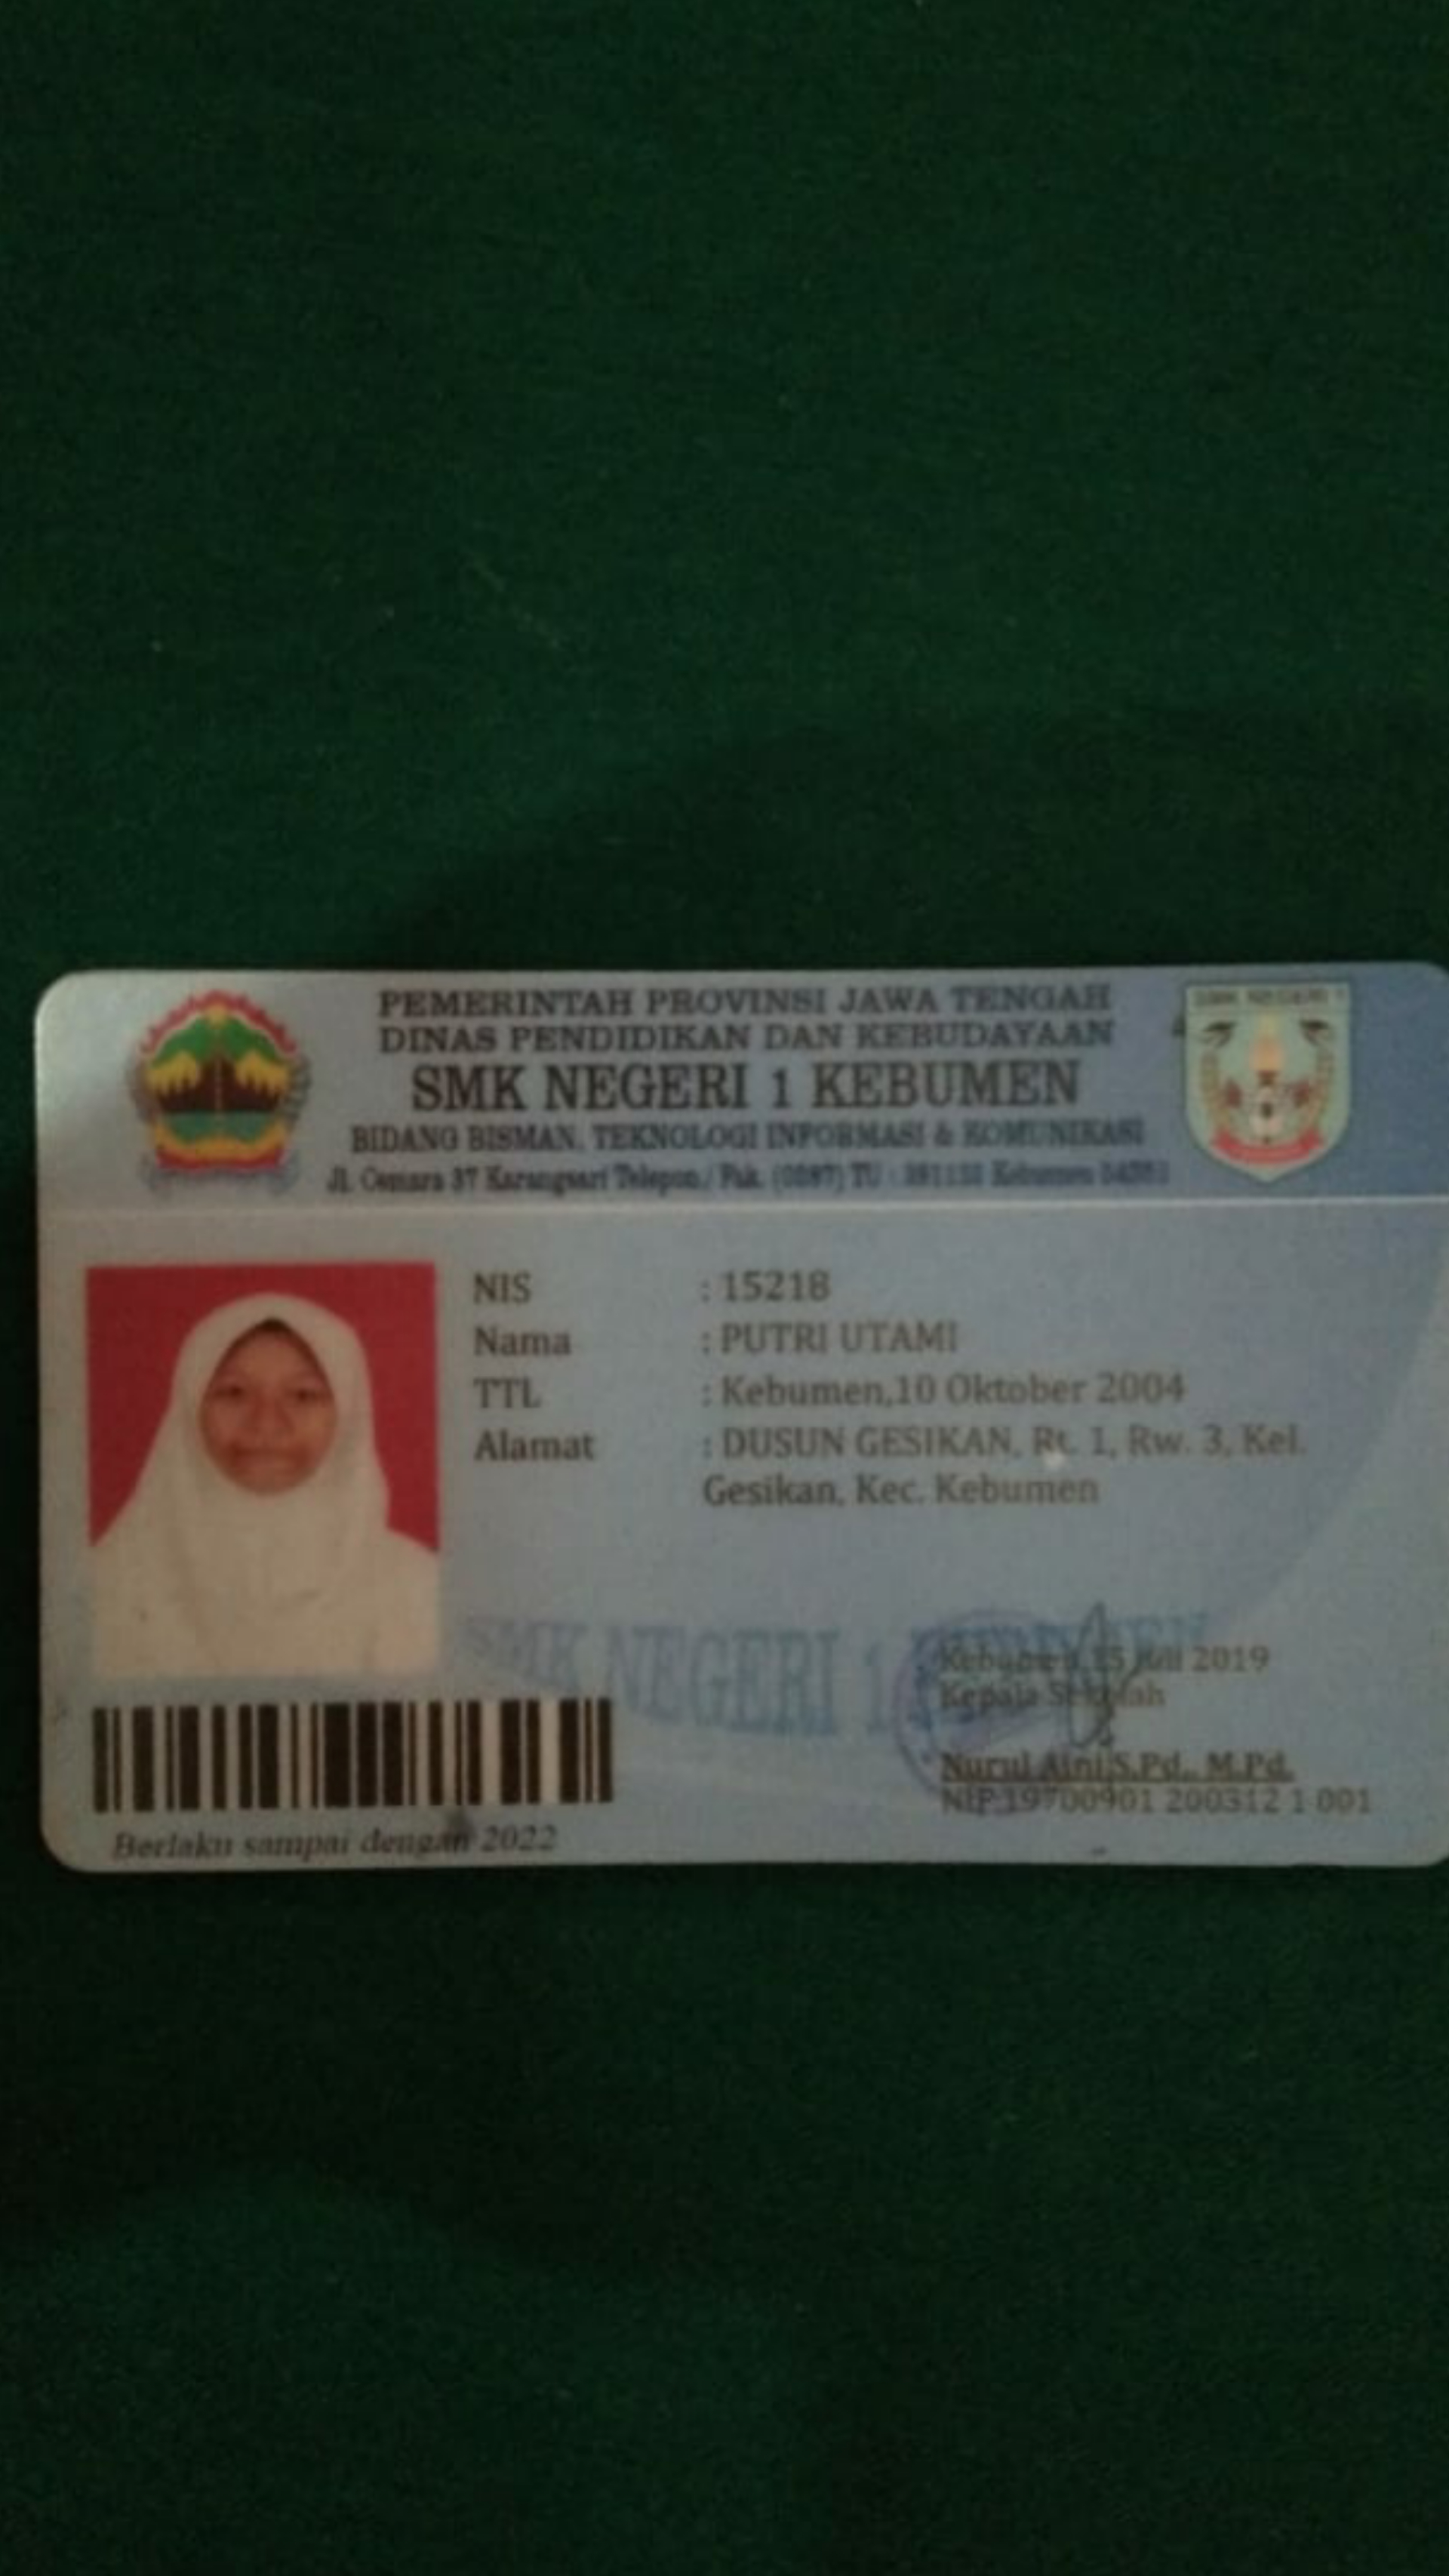 PEMERINTAH PROVINSI JAWA TENGAH
DINAS PENDIDIKAN DAN KEBUDAYAAN
SMK NEGERI 1 KEBUMEN
BIDANG BISMAN, TEKNOLOGI INFORMASI & KOMUNIKASI
Jl. Cemara 37 Karangsari Telepon / Fak. (0287) TU : Kebumen
SMK NEGERI 1
NIS : 15218
Nama : PUTRI UTAMI
TTL : Kebumen,10 Oktober 2004
Alamat : DUSUN GESIKAN, Rt. 1, Rw. 3, Kel.
Gesikan, Kec. Kebumen
SMK NEGERI 1 KEBUMEN
Kebumen, 15 Juli 2019
Kepala Sekolah
Nurul Aini,S.Pd., M.Pd.
NIP 19700901 200312 1 001
Berlaku sampai dengan 2022